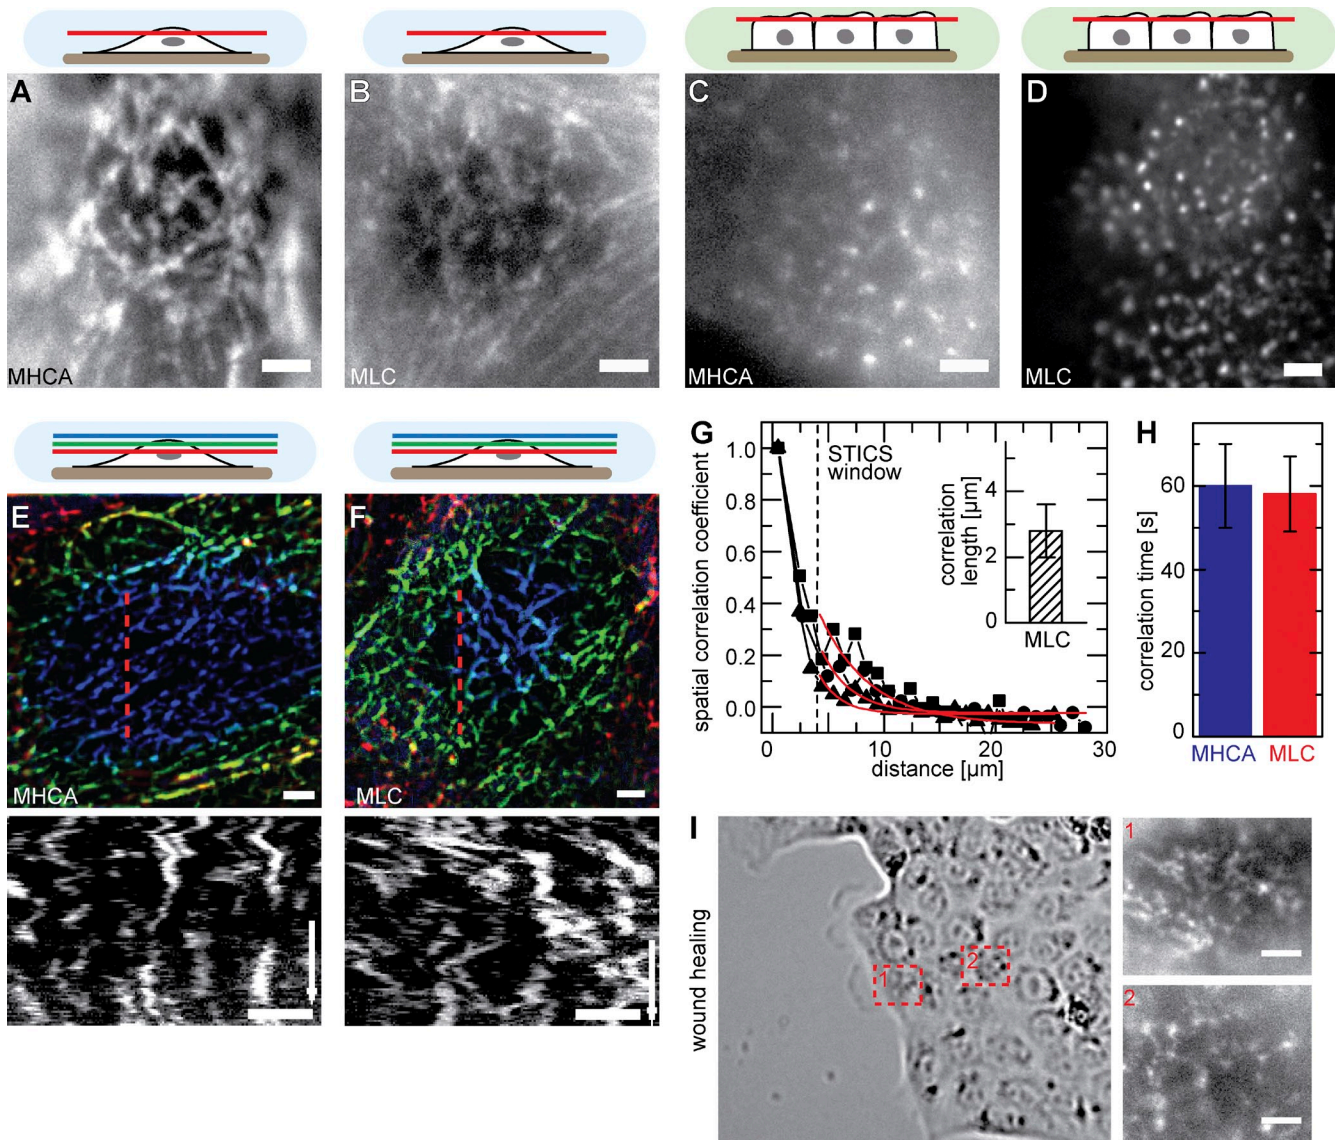 A
B
C
D
MHCA
MLC
MHCA
MLC
E
F
MHCA
MLC
G
STICS
window
spatial correlation coefficient
1.0
0.8
0.6
0.4
0.2
0.0
0
10
20
30
distance [µm]
correlation
length [µm]
4
2
0
MLC
H
correlation time [s]
60
40
20
0
MHCA
MLC
I
wound healing
1
2
1
2